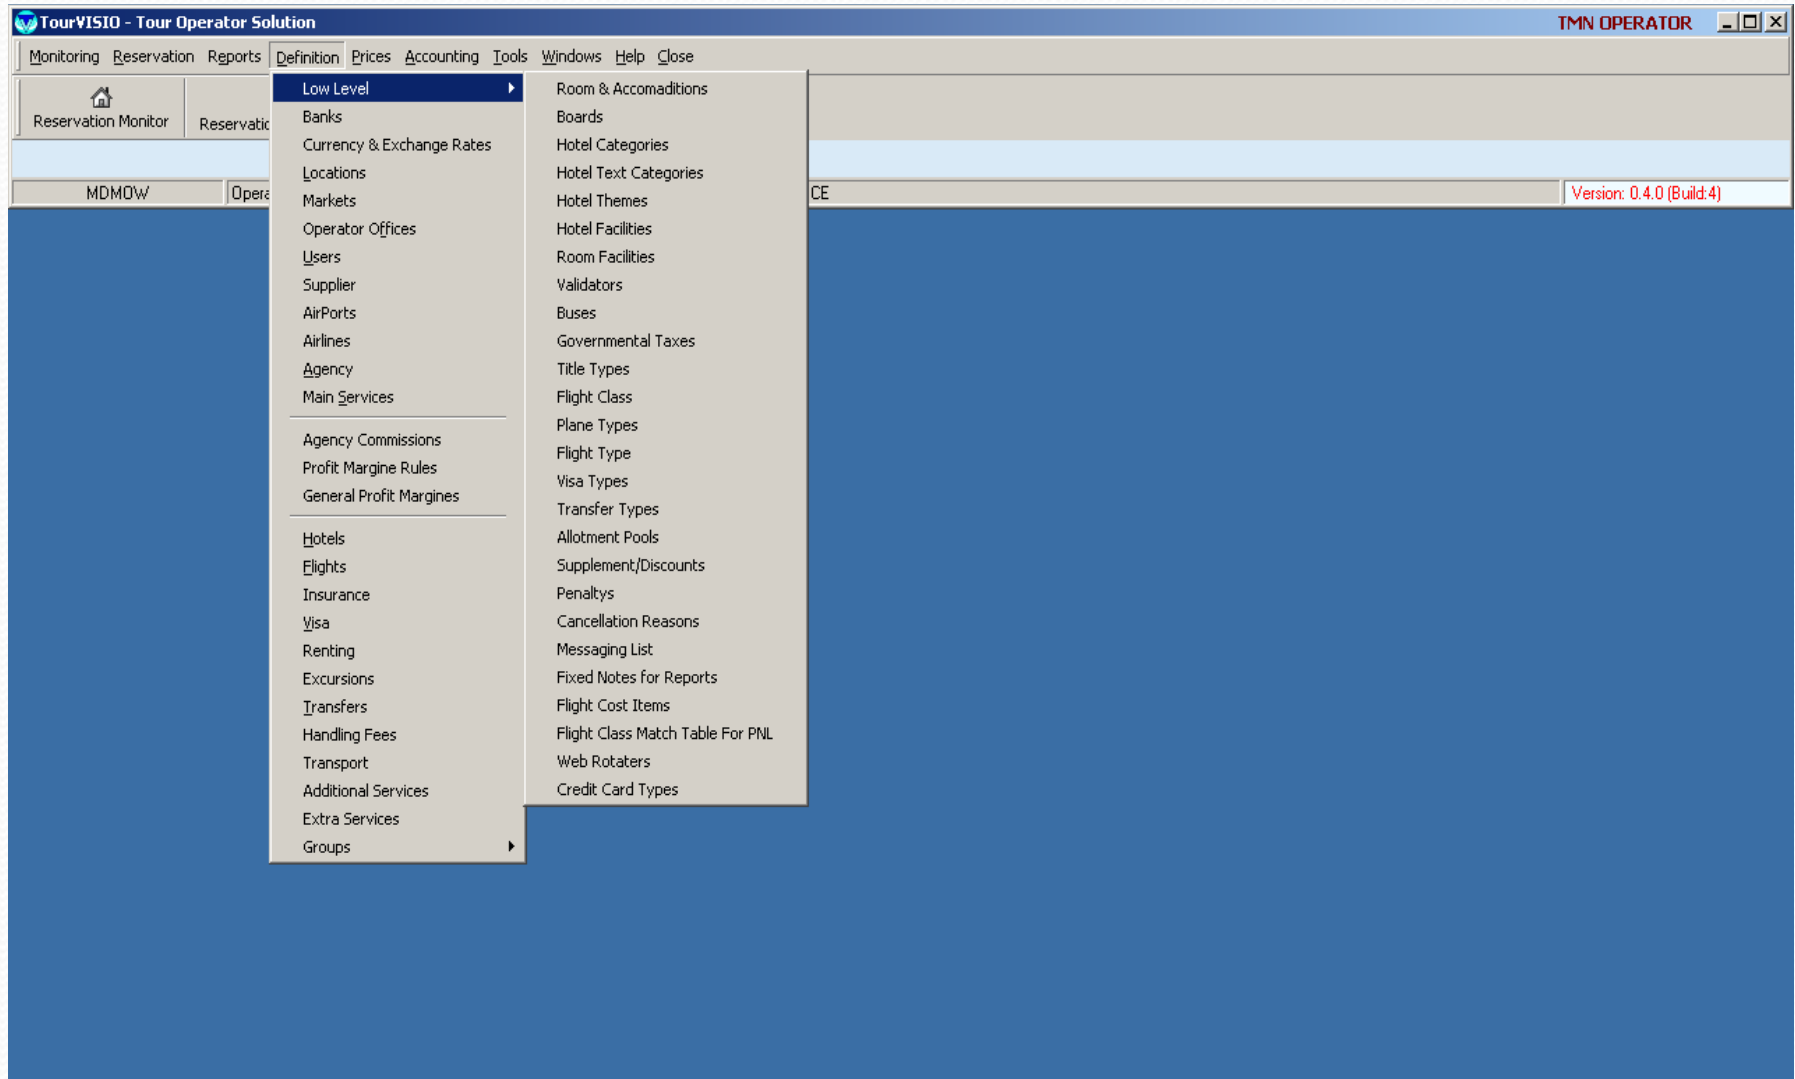 TourVISIO - Tour Operator Solution
TMN OPERATOR
Monitoring Reservation Reports Definition Prices Accounting Tools Windows Help Close
Reservation Monitor
MDMOW
CE
Version: 0.4.0 (Build:4)
Low Level
Banks
Currency & Exchange Rates
Locations
Markets
Operator Offices
Users
Supplier
AirPorts
Airlines
Agency
Main Services
Agency Commissions
Profit Margine Rules
General Profit Margines
Hotels
Flights
Insurance
Visa
Renting
Excursions
Transfers
Handling Fees
Transport
Additional Services
Extra Services
Groups
Room & Accomaditions
Boards
Hotel Categories
Hotel Text Categories
Hotel Themes
Hotel Facilities
Room Facilities
Validators
Buses
Governmental Taxes
Title Types
Flight Class
Plane Types
Flight Type
Visa Types
Transfer Types
Allotment Pools
Supplement/Discounts
Penaltys
Cancellation Reasons
Messaging List
Fixed Notes for Reports
Flight Cost Items
Flight Class Match Table For PNL
Web Rotaters
Credit Card Types